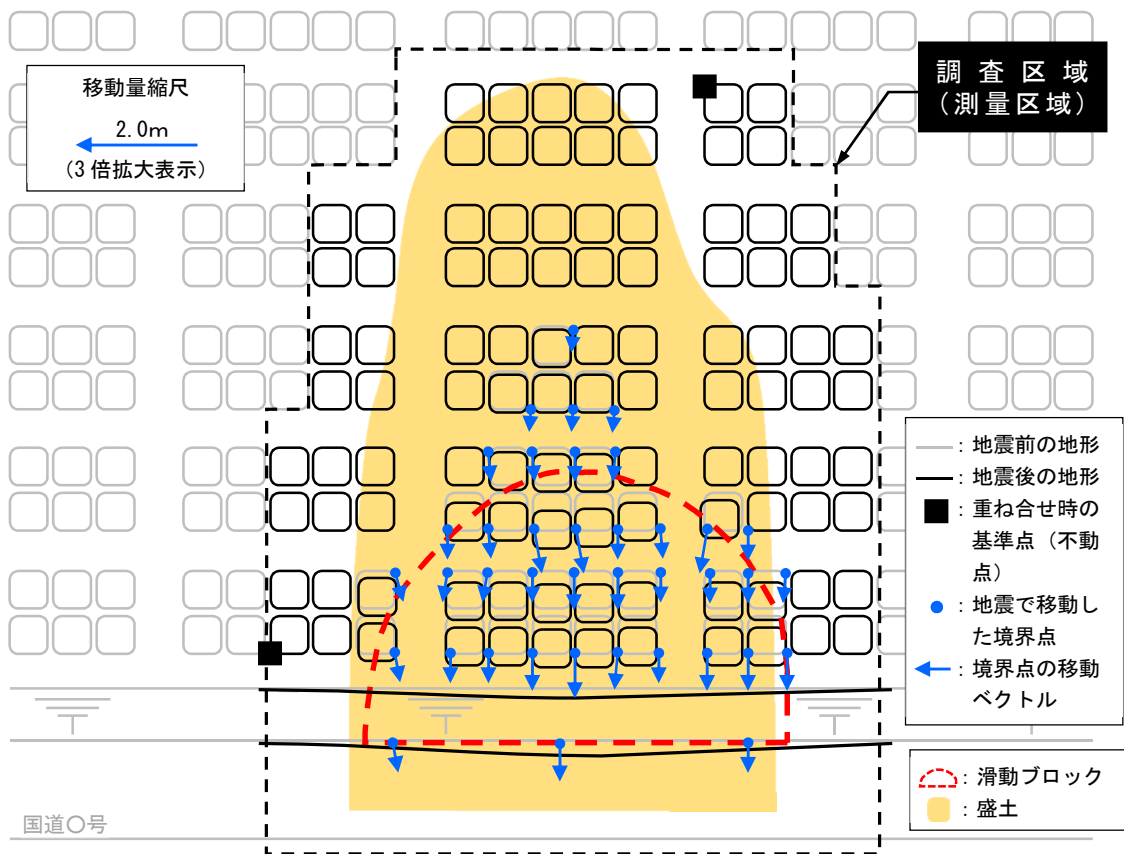 調査区域
（測量区域）
移動量縮尺
2.0m
(3倍拡大表示)
：地震前の地形
：地震後の地形
：重ね合せ時の
基準点（不動
点）
：地震で移動し
た境界点
：境界点の移動
ベクトル
：滑動ブロック
：盛土
国道〇号